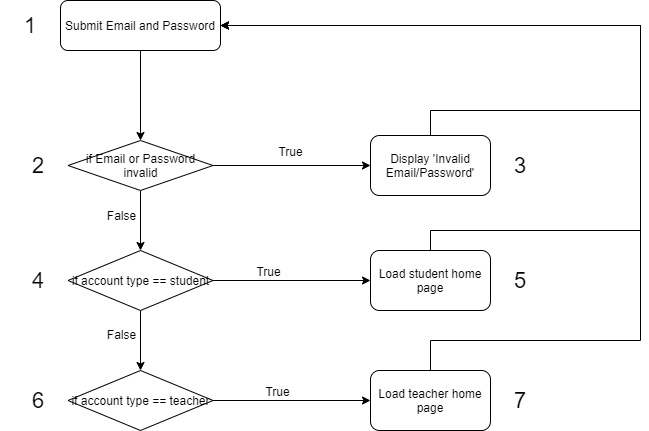 1
Submit Email and Password
2
if Email or Password
invalid
True
Display 'Invalid
Email/Password'
3
False
4
if account type == student
True
Load student home
page
5
False
6
if account type == teacher
True
Load teacher home
page
7